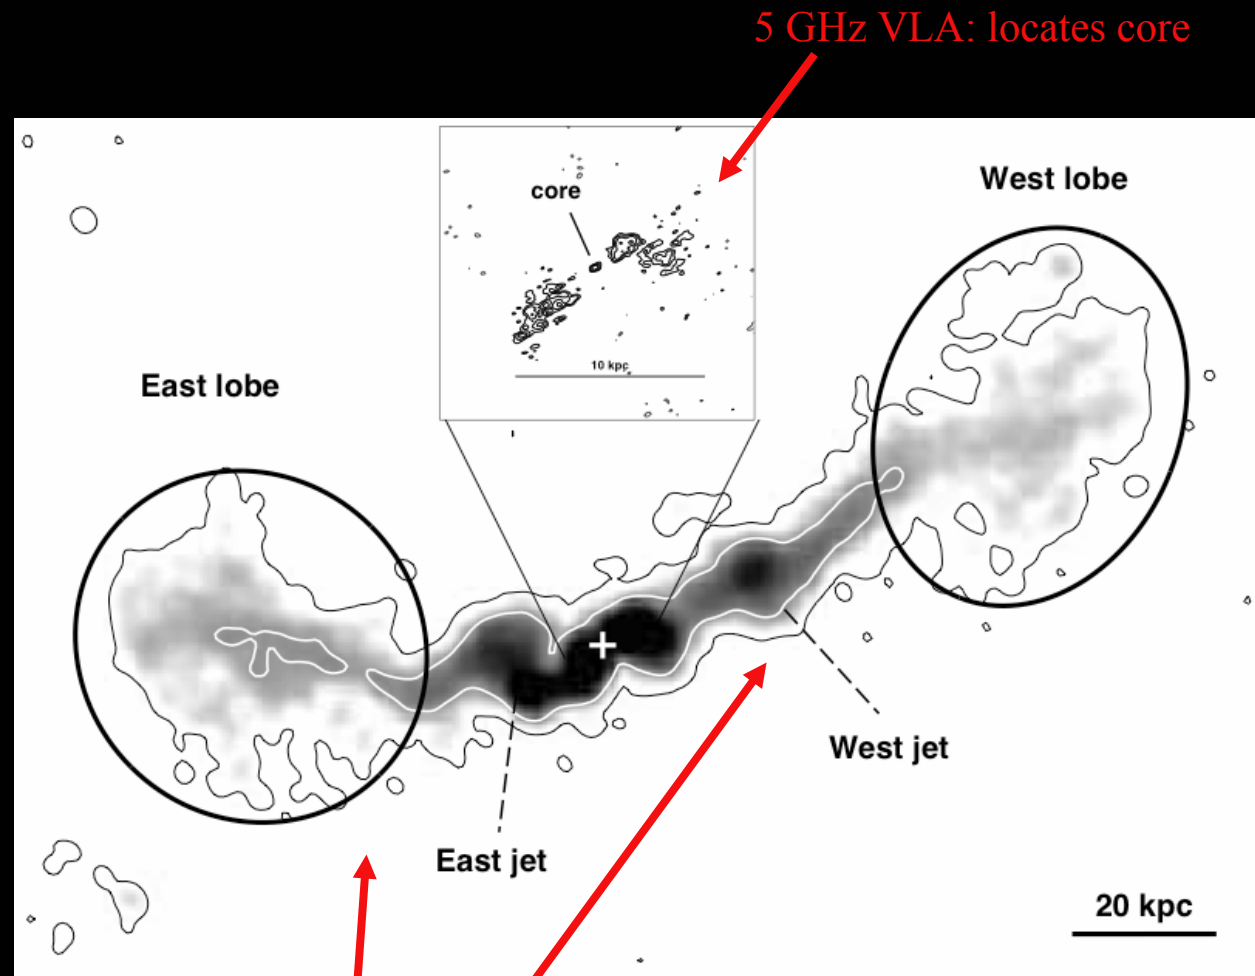 5 GHz VLA: locates core
West lobe
core
10 kpc
East lobe
West jet
East jet
20 kpc